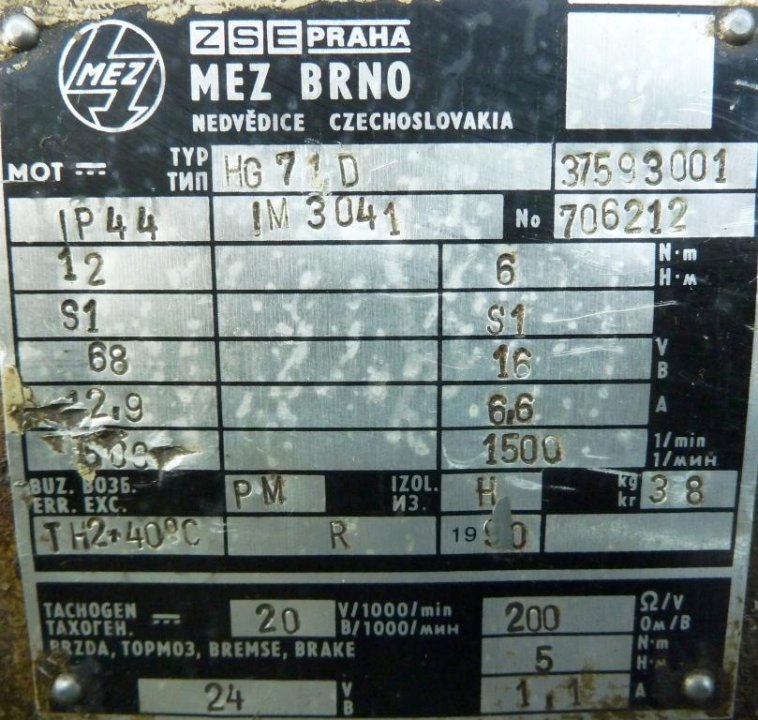 MEZ
ZSE PRAHA
MEZ BRNO
NEDVĚDICE CZECHOSLOVAKIA
MOT TYP ТИП HG 71 D 37593001
IP44 IM 3041 No 706212
12 6 N·m Н·м
S1 S1
68 16 V В
12,9 6,6 A
1500 1/min 1/мин
BUZ. ВОЗБ. ERR. EXC. PM IZOL. ИЗ. H kg кг 38
TH2+40°C R 1990
TACHOGEN ТАХОГЕН. 20 V/1000/min В/1000/мин 200 Ω/V Ом/В
BRZDA, ТОРМОЗ, BREMSE, BRAKE 5 N·m Н·м
24 V В 1,1 A